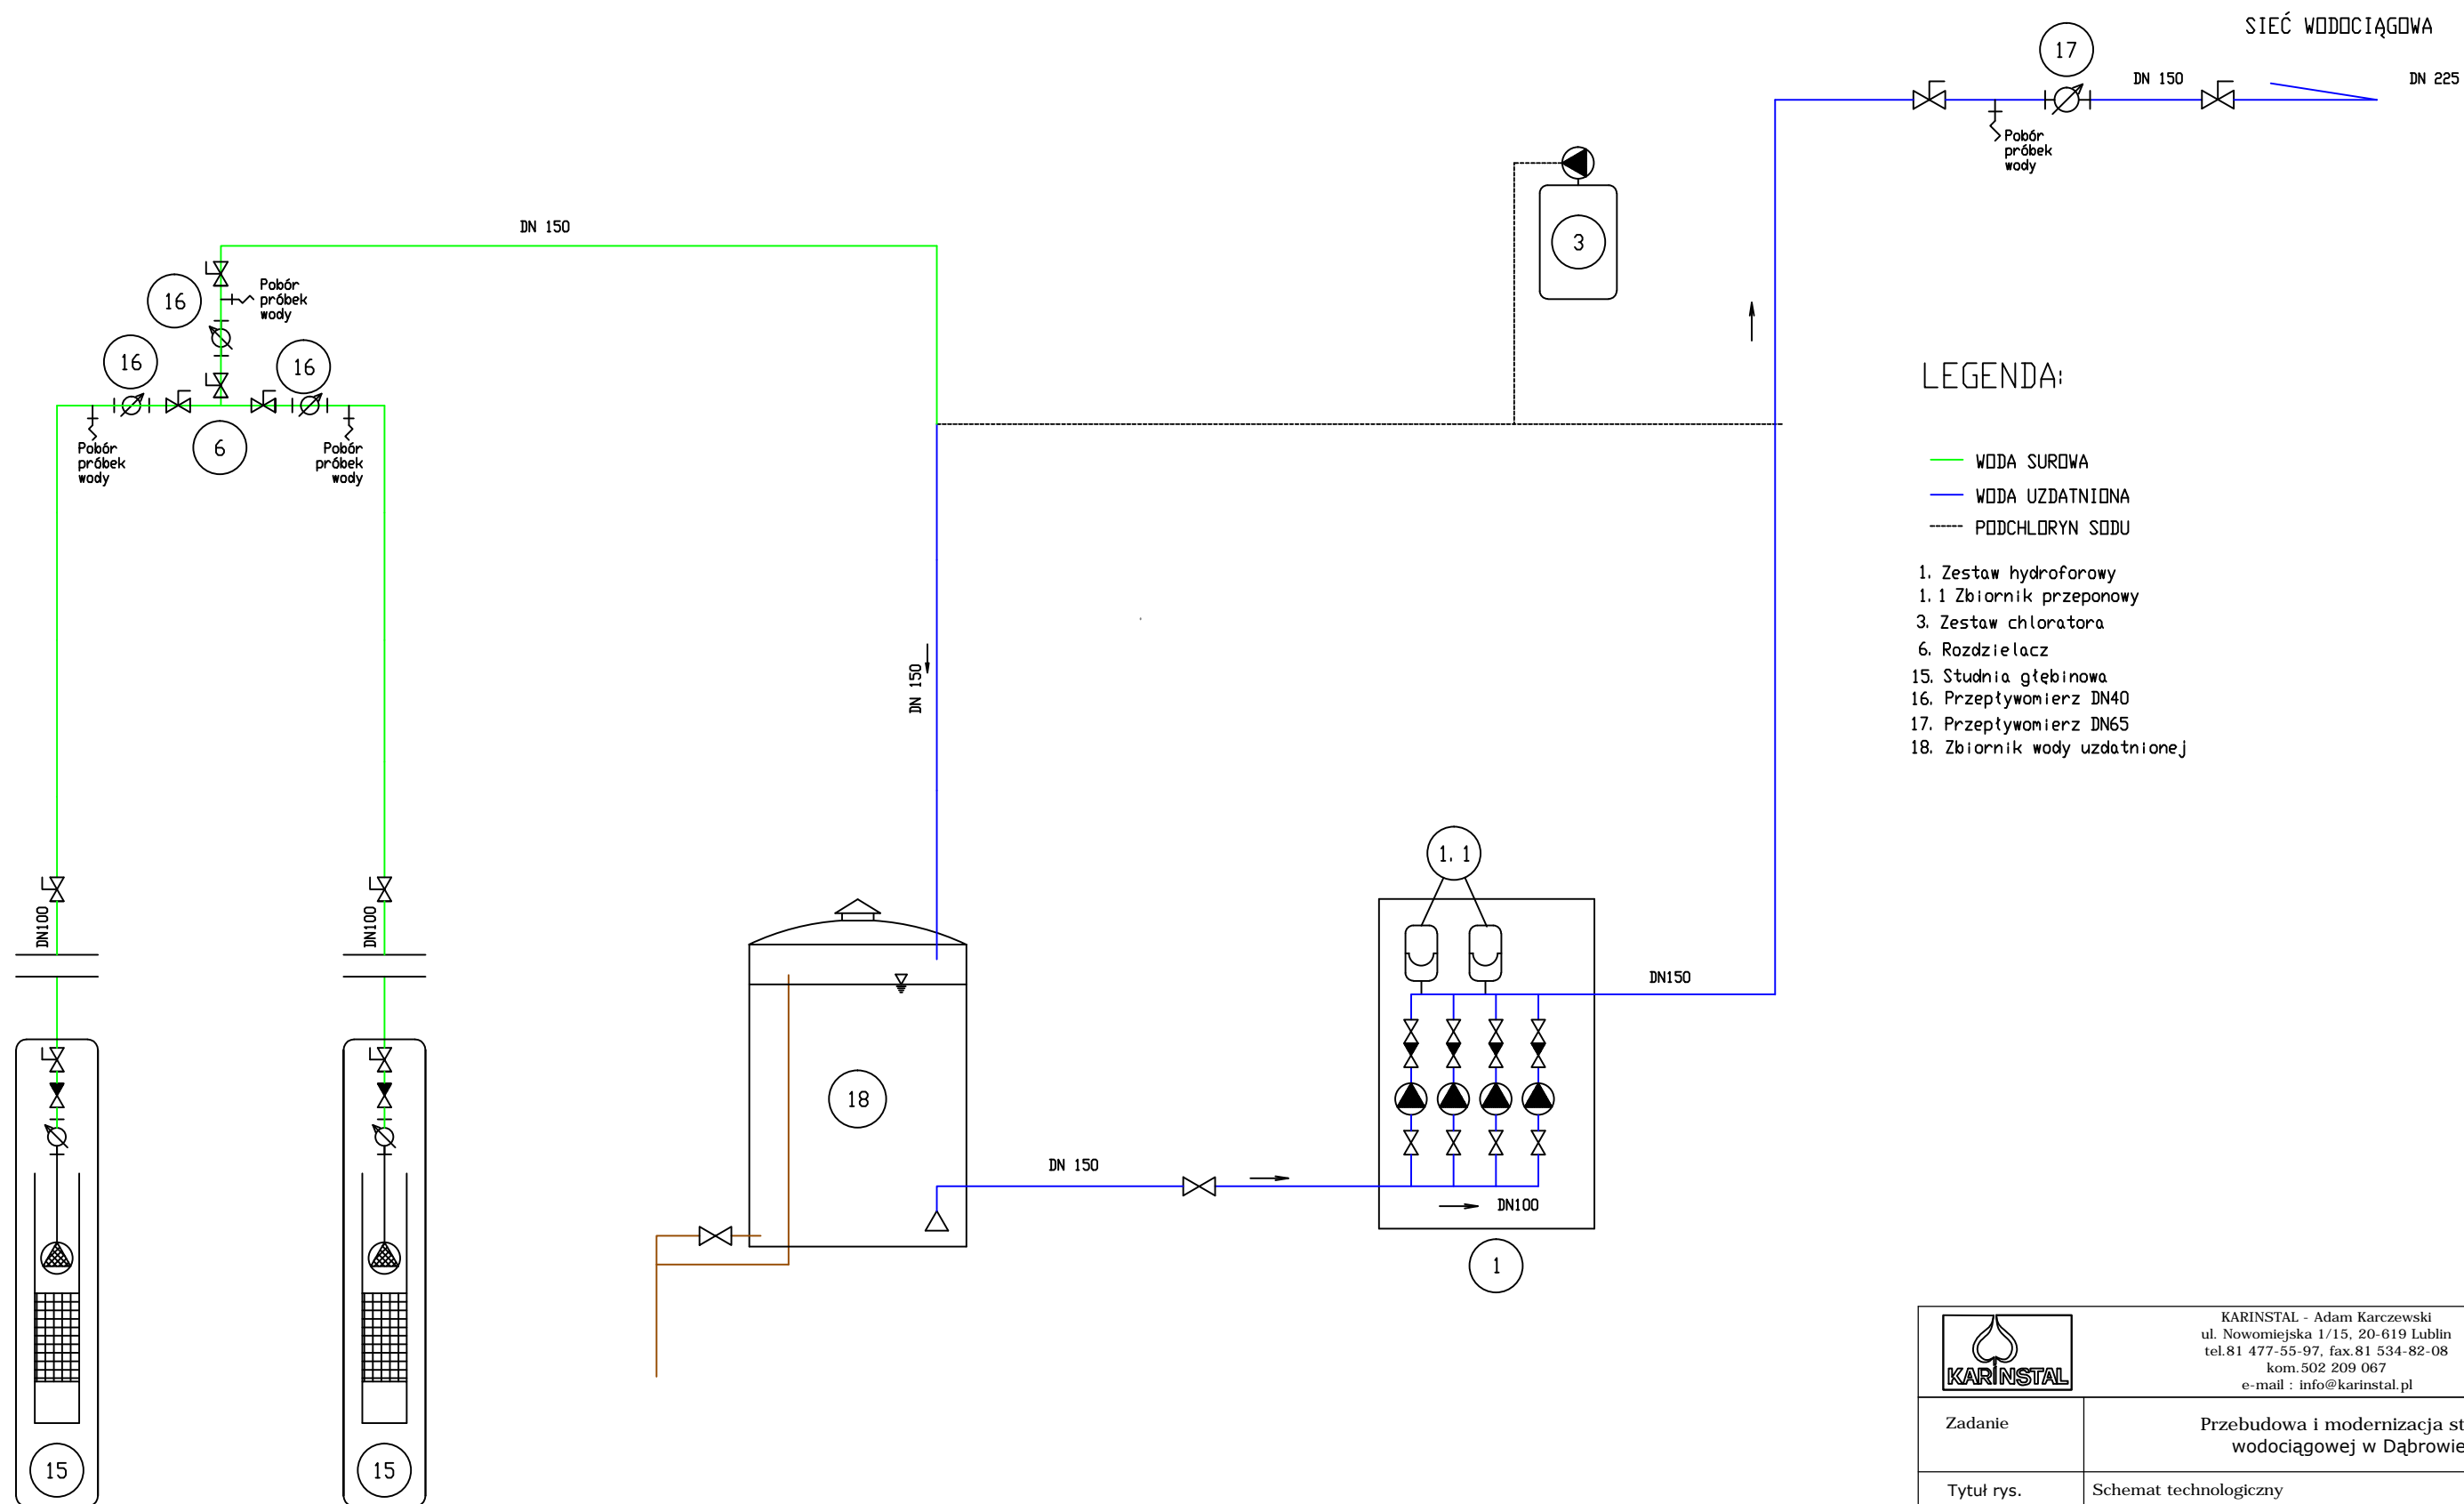 SIEĆ WODOCIĄGOWA
17
DN 150
DN 225
Pobór
próbek
wody
3
DN 150
16
Pobór
próbek
wody
16
16
6
Pobór
próbek
wody
Pobór
próbek
wody
LEGENDA:
WODA SUROWA
WODA UZDATNIONA
PODCHLORYN SODU
1. Zestaw hydroforowy
1. 1 Zbiornik przeponowy
3. Zestaw chloratora
6. Rozdzielacz
15. Studnia głębinowa
16. Przepływomierz DN40
17. Przepływomierz DN65
18. Zbiornik wody uzdatnionej
DN 150
1. 1
DN100
DN100
DN150
18
DN 150
DN100
1
15
15
KARINSTAL
KARINSTAL - Adam Karczewski
ul. Nowomiejska 1/15, 20-619 Lublin
tel.81 477-55-97, fax.81 534-82-08
kom.502 209 067
e-mail : info@karinstal.pl
Zadanie
Przebudowa i modernizacja st
wodociągowej w Dąbrowie
Tytuł rys.
Schemat technologiczny